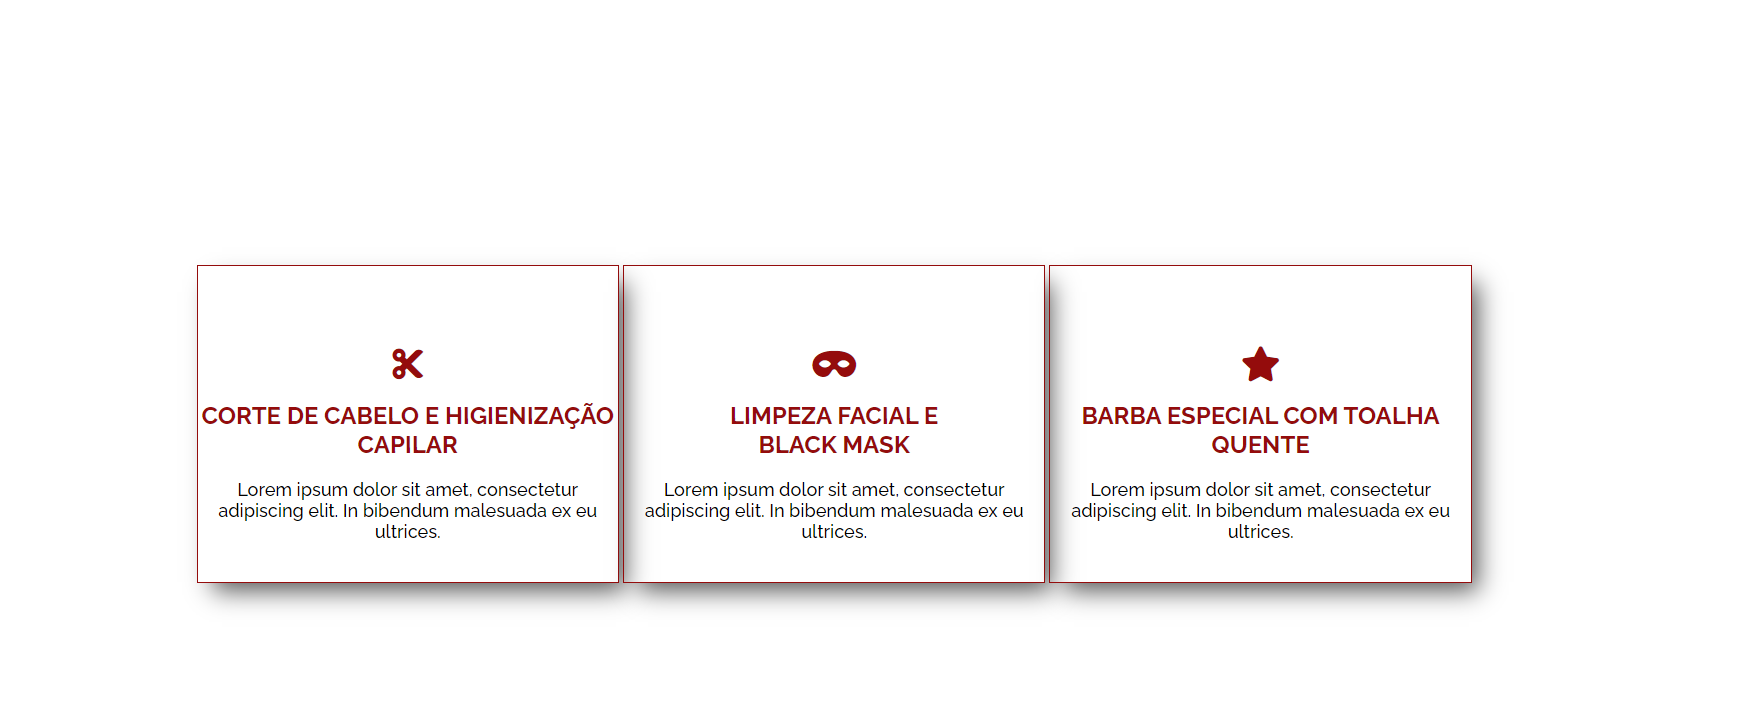 CORTE DE CABELO E HIGIENIZAÇÃO
CAPILAR
Lorem ipsum dolor sit amet, consectetur
adipiscing elit. In bibendum malesuada ex eu
ultrices.
LIMPEZA FACIAL E
BLACK MASK
Lorem ipsum dolor sit amet, consectetur
adipiscing elit. In bibendum malesuada ex eu
ultrices.
BARBA ESPECIAL COM TOALHA
QUENTE
Lorem ipsum dolor sit amet, consectetur
adipiscing elit. In bibendum malesuada ex eu
ultrices.